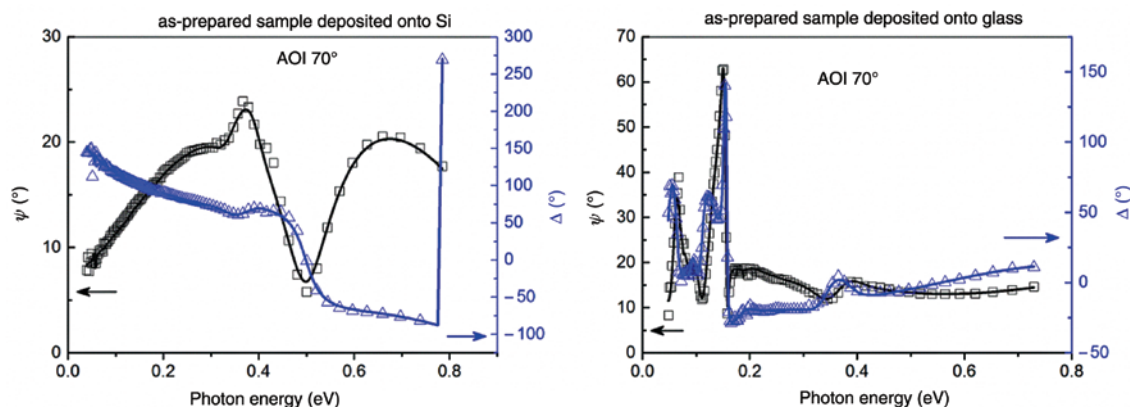 as-prepared sample deposited onto Si
30
20
10
0
ψ (°)
AOI 70°
300
250
200
150
100
50
0
−50
−100
Δ (°)
0.0 0.2 0.4 0.6 0.8 1.0
Photon energy (eV)
as-prepared sample deposited onto glass
70
60
50
40
30
20
10
0
ψ (°)
AOI 70°
150
100
50
0
−50
Δ (°)
0.0 0.2 0.4 0.6 0.8
Photon energy (eV)